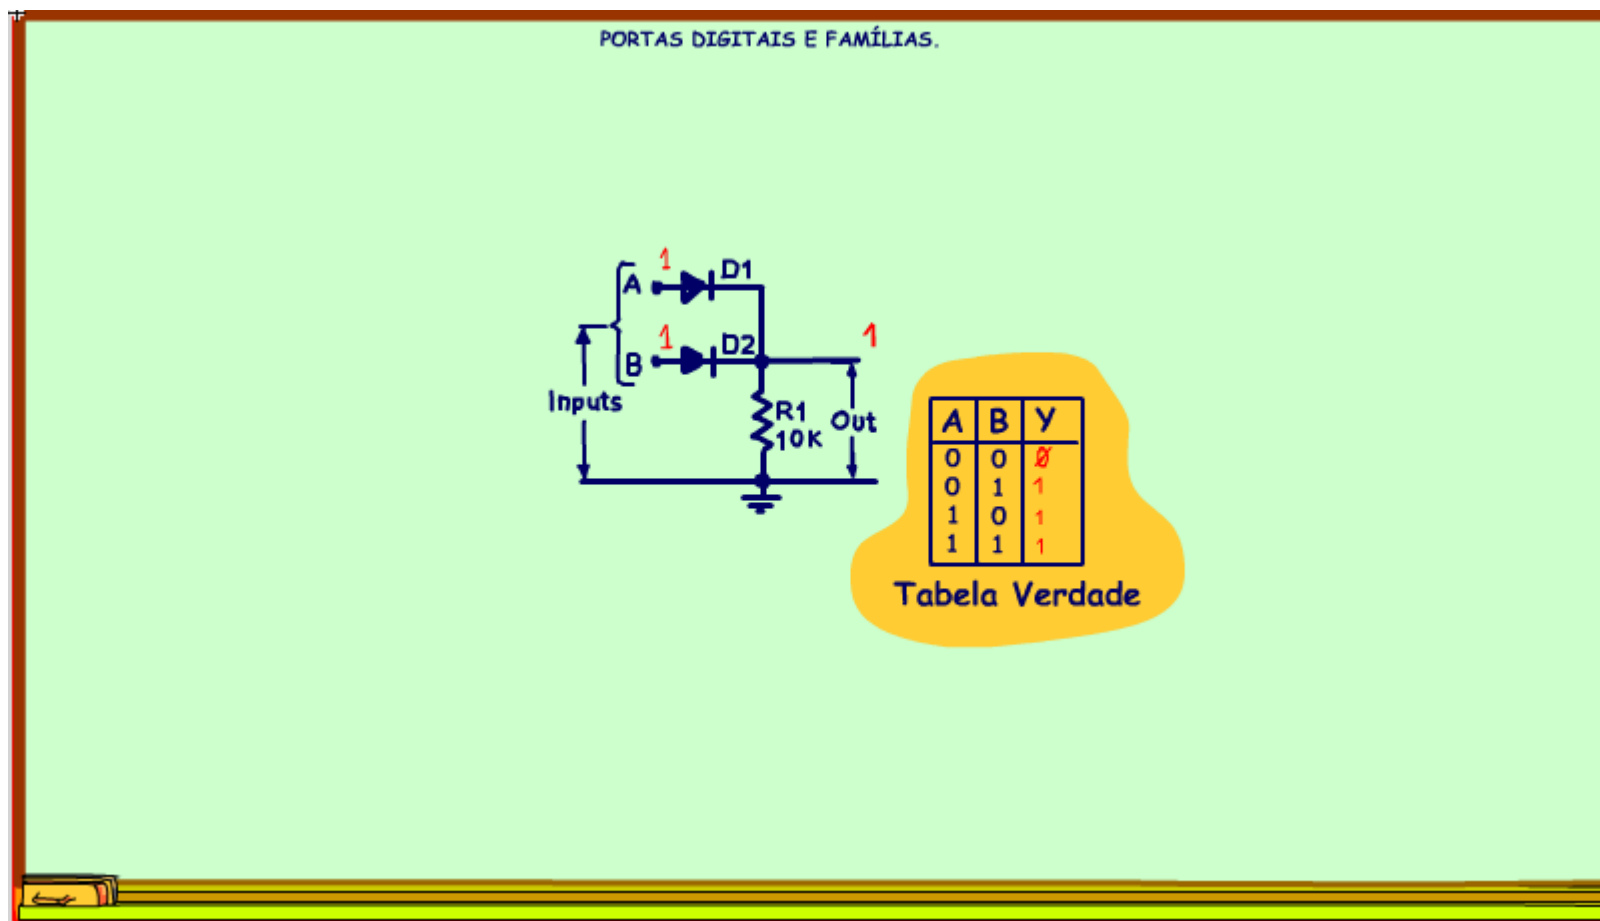 PORTAS DIGITAIS E FAMÍLIAS.
1
A
D1
1
B
D2
1
Inputs
R1
10K
Out
A B Y
0 0 0
0 1 1
1 0 1
1 1 1
Tabela Verdade